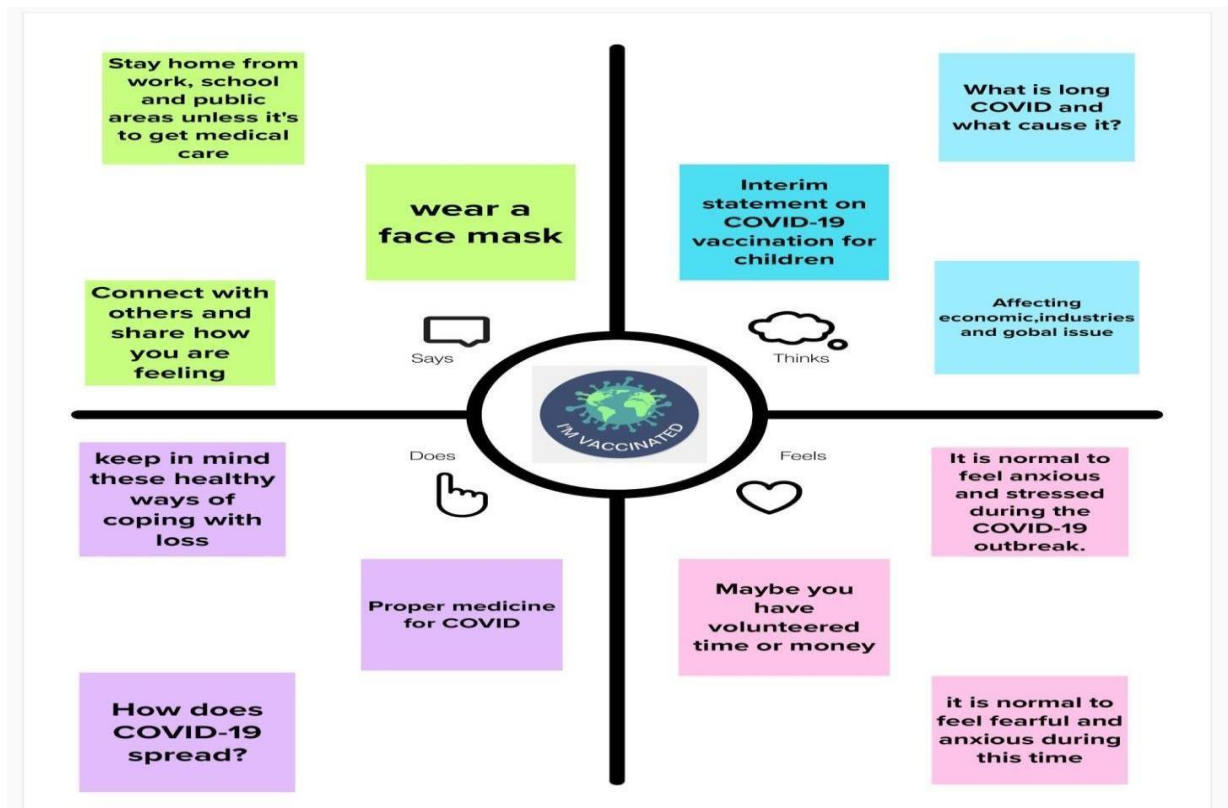 Stay home from
work, school
and public
areas unless it's
to get medical
care
wear a
face mask
Connect with
others and
share how
you are
feeling
Says
What is long
COVID and
what cause it?
Interim
statement on
COVID-19
vaccination for
children
Affecting
economic,industries
and gobal issue
Thinks
I'M VACCINATED
Does
keep in mind
these healthy
ways of
coping with
loss
Proper medicine
for COVID
How does
COVID-19
spread?
Feels
It is normal to
feel anxious
and stressed
during the
COVID-19
outbreak.
Maybe you
have
volunteered
time or money
it is normal to
feel fearful and
anxious during
this time